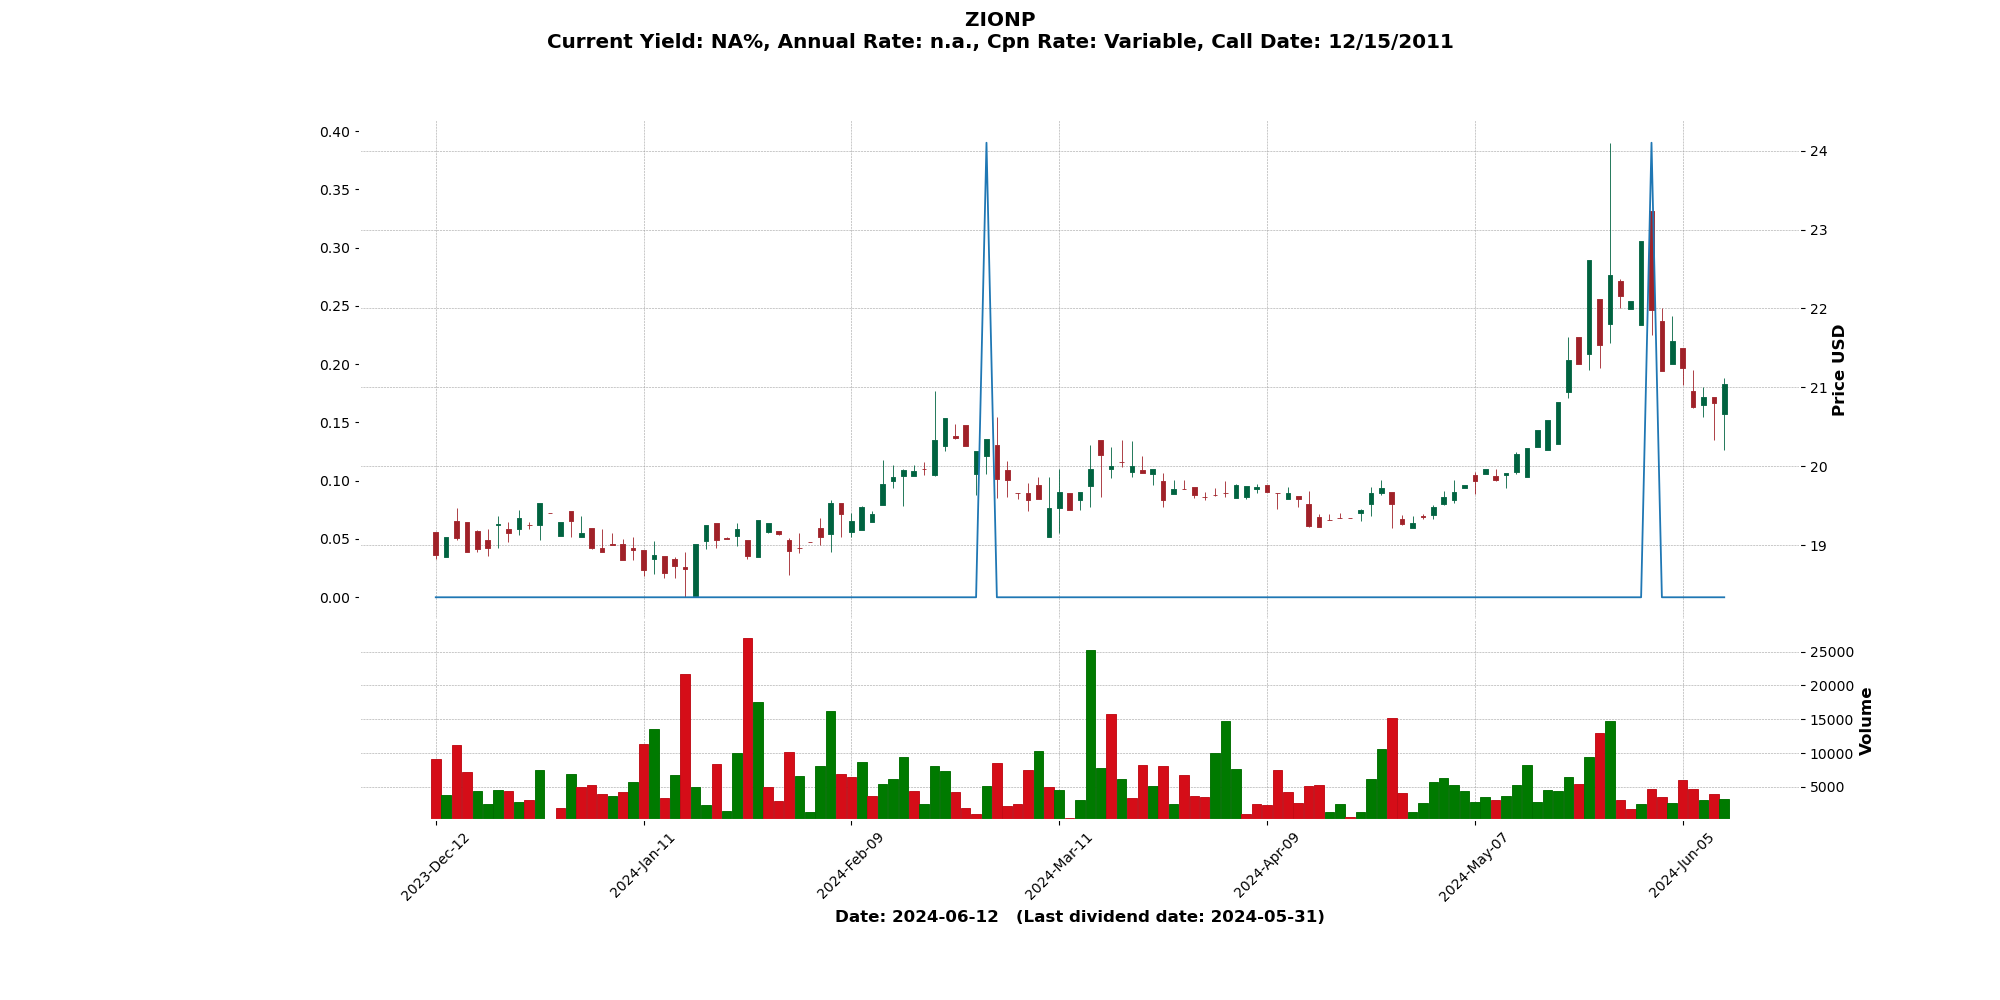 ZIONP
Current Yield: NA%, Annual Rate: n.a., Cpn Rate: Variable, Call Date: 12/15/2011
0.40
0.35
0.30
0.25
0.20
0.15
0.10
0.05
0.00
24
23
22
21
20
19
Price USD
25000
20000
15000
10000
5000
Volume
2023-Dec-12
2024-Jan-11
2024-Feb-09
2024-Mar-11
2024-Apr-09
2024-May-07
2024-Jun-05
Date: 2024-06-12 (Last dividend date: 2024-05-31)